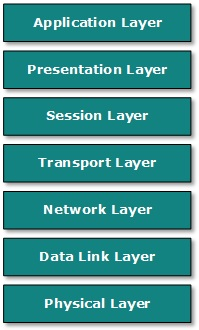 Application Layer
Presentation Layer
Session Layer
Transport Layer
Network Layer
Data Link Layer
Physical Layer